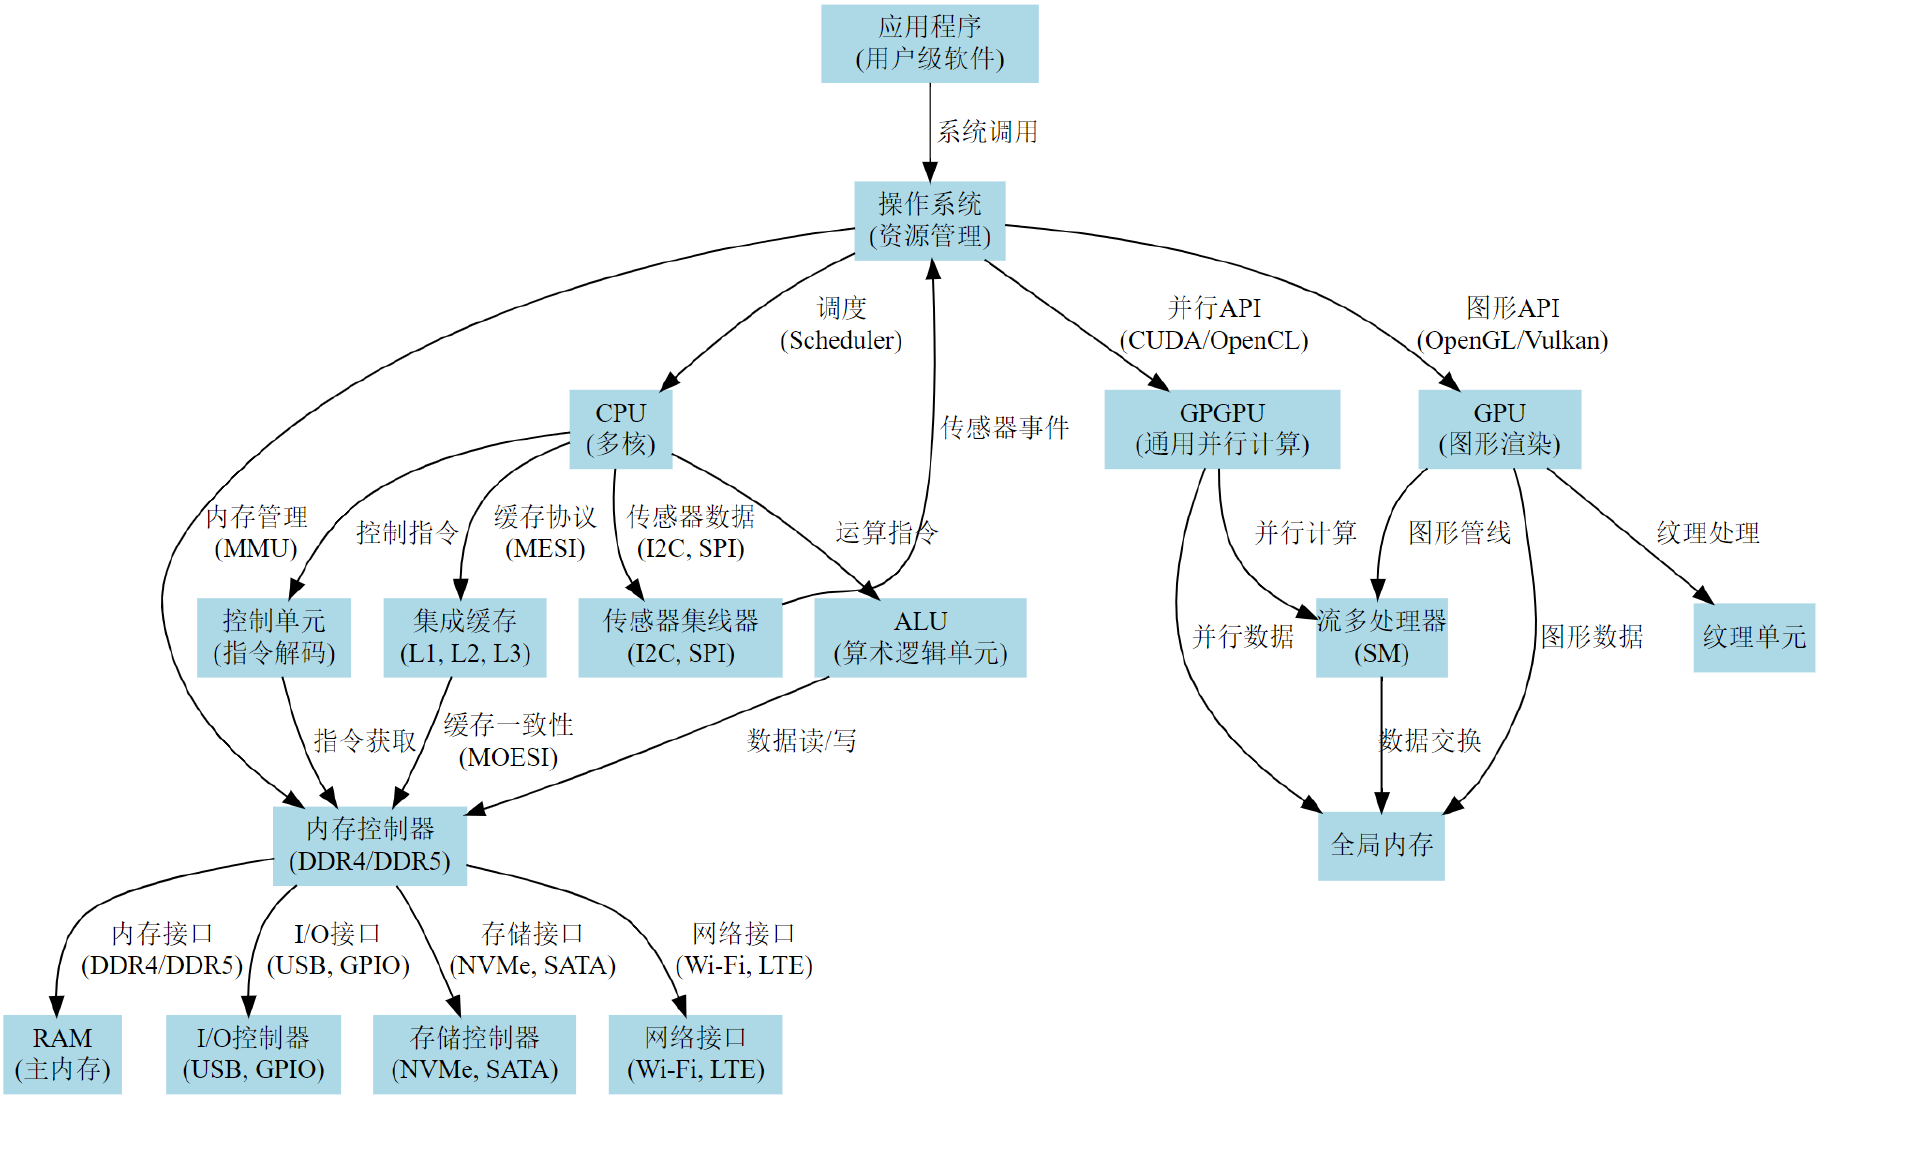 应用程序
(用户级软件)
系统调用
操作系统
(资源管理)
调度
(Scheduler)
并行API
(CUDA/OpenCL)
图形API
(OpenGL/Vulkan)
CPU
(多核)
传感器事件
GPGPU
(通用并行计算)
GPU
(图形渲染)
内存管理
(MMU)
控制指令
缓存协议
(MESI)
传感器数据
(I2C, SPI)
运算指令
并行计算
图形管线
纹理处理
控制单元
(指令解码)
集成缓存
(L1, L2, L3)
传感器集线器
(I2C, SPI)
ALU
(算术逻辑单元)
并行数据
流多处理器
(SM)
图形数据
纹理单元
指令获取
缓存一致性
(MOESI)
数据读/写
数据交换
内存控制器
(DDR4/DDR5)
全局内存
内存接口
(DDR4/DDR5)
I/O接口
(USB, GPIO)
存储接口
(NVMe, SATA)
网络接口
(Wi-Fi, LTE)
RAM
(主内存)
I/O控制器
(USB, GPIO)
存储控制器
(NVMe, SATA)
网络接口
(Wi-Fi, LTE)